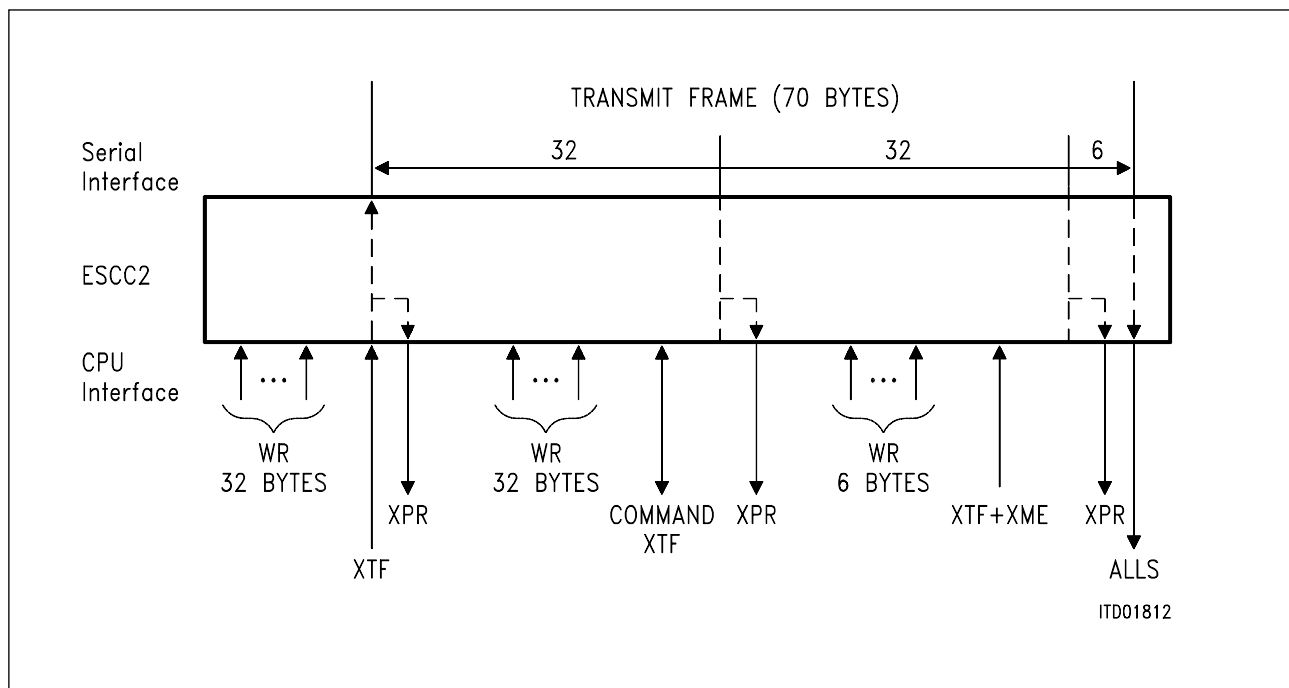 TRANSMIT FRAME (70 BYTES)
Serial
Interface
32
32
6
ESCC2
CPU
Interface
...
...
...
WR
32 BYTES
WR
32 BYTES
WR
6 BYTES
XPR
COMMAND
XTF
XPR
XTF+XME
XPR
XTF
ALLS
ITD01812